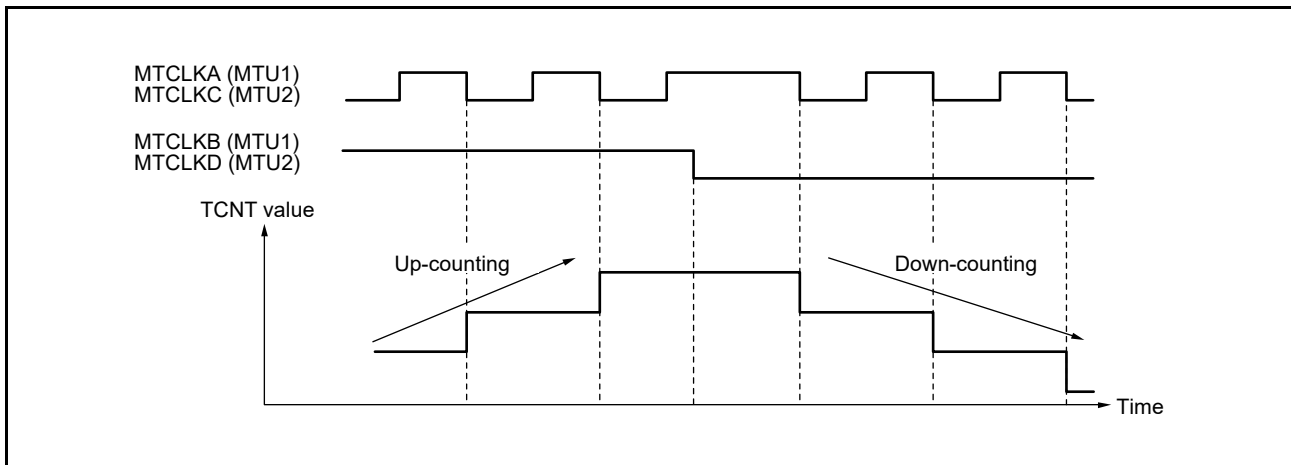 MTCLKA (MTU1)
MTCLKC (MTU2)
MTCLKB (MTU1)
MTCLKD (MTU2)
TCNT value
Up-counting
Down-counting
Time